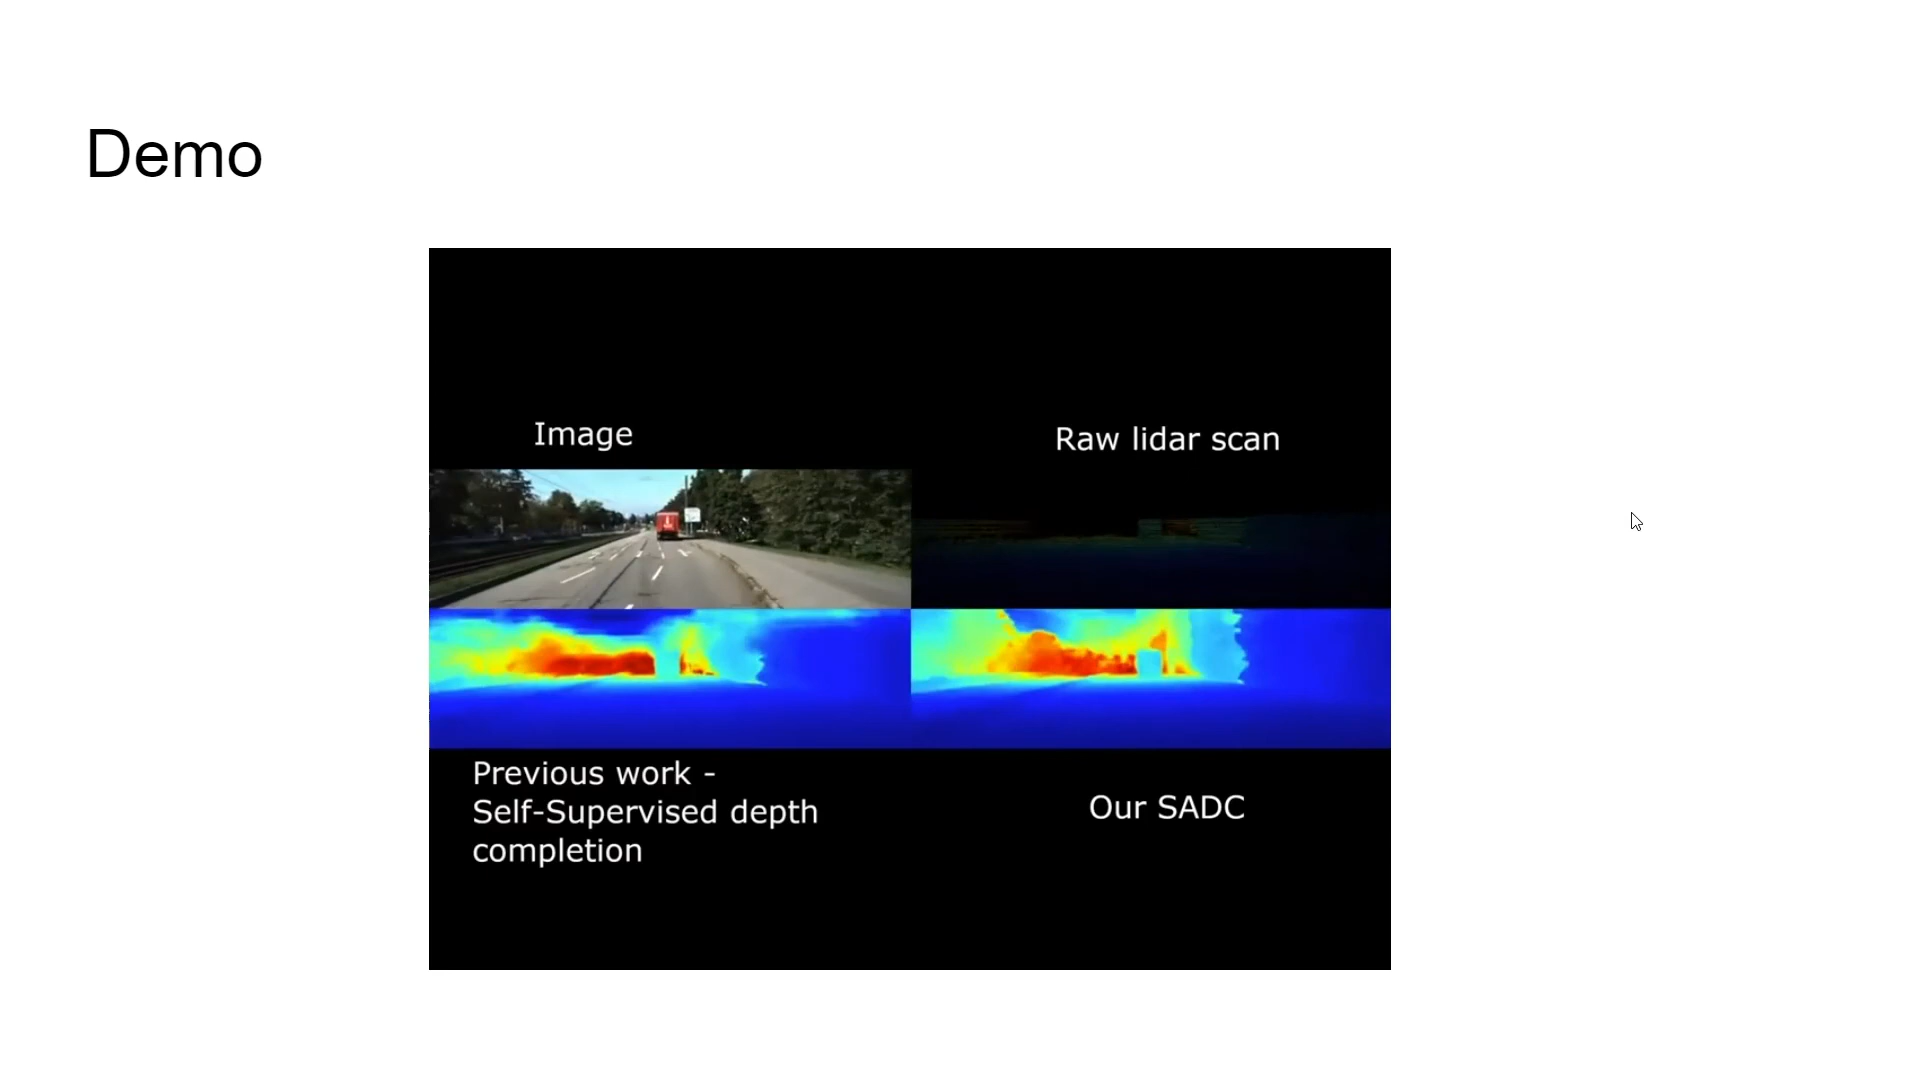 Demo
Image
Raw lidar scan
Previous work -
Self-Supervised depth
completion
Our SADC